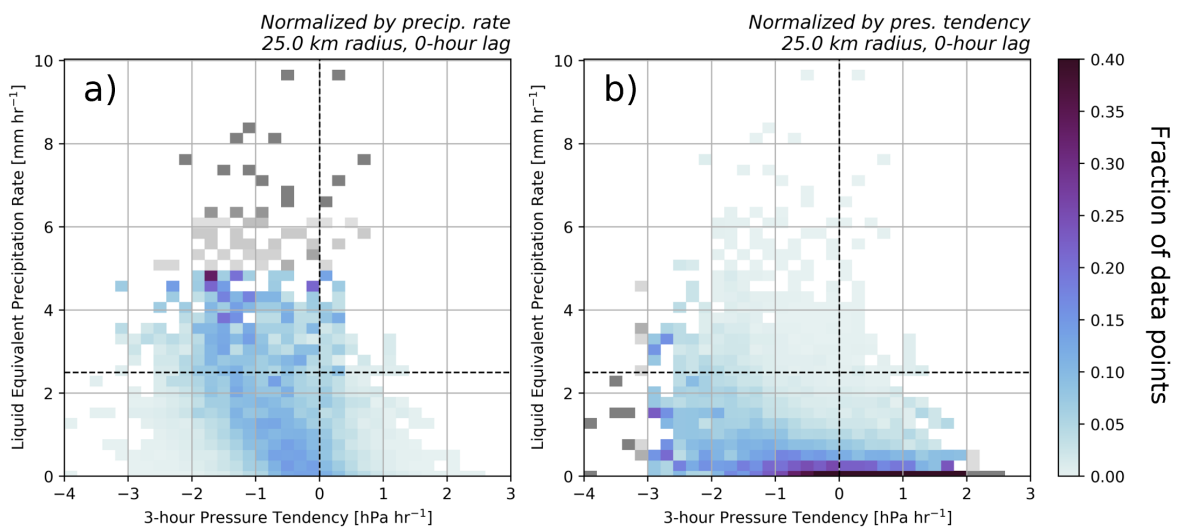 Normalized by precip. rate
25.0 km radius, 0-hour lag
Normalized by pres. tendency
25.0 km radius, 0-hour lag
a)
b)
Liquid Equivalent Precipitation Rate [mm hr⁻¹]
10
8
6
4
2
0
−4 −3 −2 −1 0 1 2 3
3-hour Pressure Tendency [hPa hr⁻¹]
Liquid Equivalent Precipitation Rate [mm hr⁻¹]
10
8
6
4
2
0
−4 −3 −2 −1 0 1 2 3
3-hour Pressure Tendency [hPa hr⁻¹]
0.40
0.35
0.30
0.25
0.20
0.15
0.10
0.05
0.00
Fraction of data points